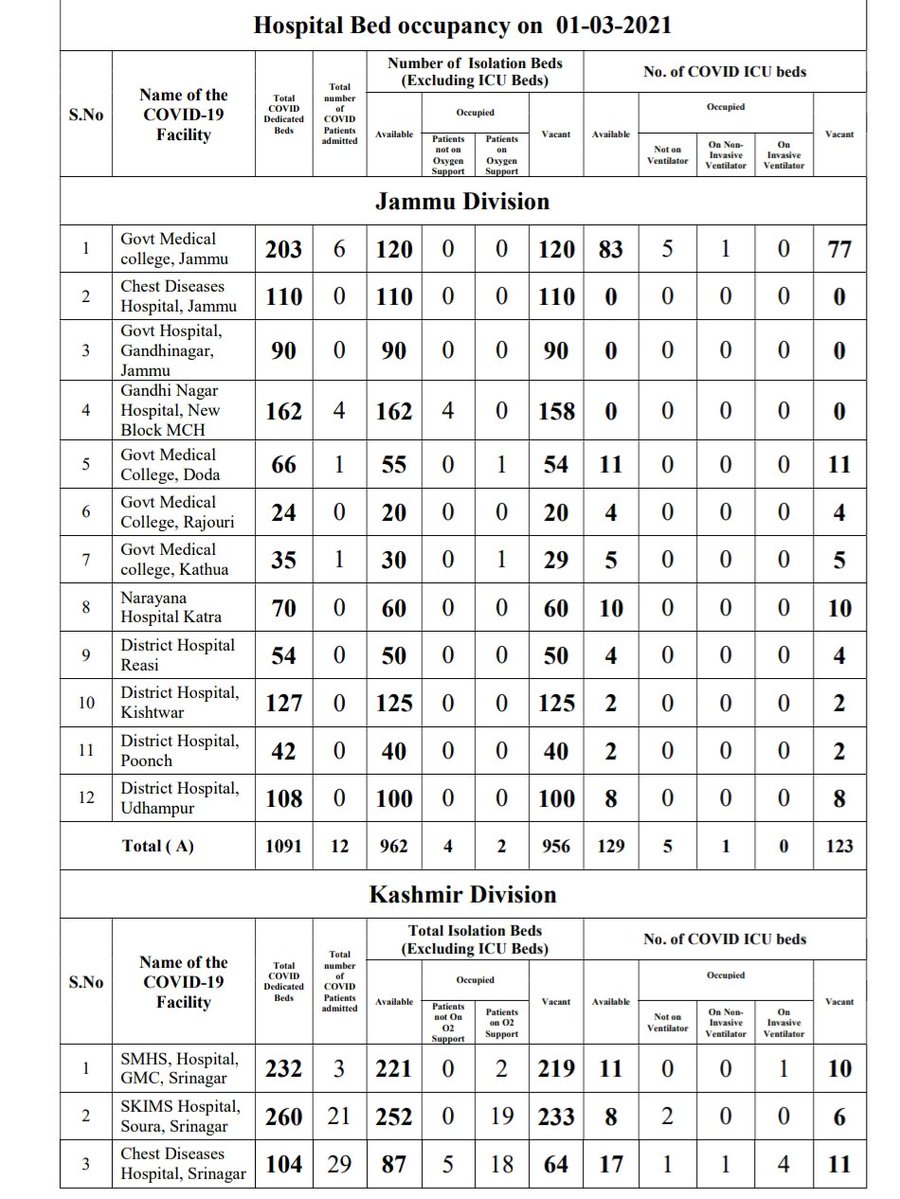 Hospital Bed occupancy on 01-03-2021
S.No
Name of the
COVID-19
Facility
Total
COVID
Dedicated
Beds
Total
number
of
COVID
Patients
admitted
Number of Isolation Beds
(Excluding ICU Beds)
No. of COVID ICU beds
Available
Occupied
Vacant
Available
Occupied
Vacant
Patients
not on
Oxygen
Support
Patients
on
Oxygen
Support
Not on
Ventilator
On Non-
Invasive
Ventilator
On
Invasive
Ventilator
Jammu Division
1 Govt Medical
college, Jammu 203 6 120 0 0 120 83 5 1 0 77
2 Chest Diseases
Hospital, Jammu 110 0 110 0 0 110 0 0 0 0 0
3 Govt Hospital,
Gandhinagar,
Jammu 90 0 90 0 0 90 0 0 0 0 0
4 Gandhi Nagar
Hospital, New
Block MCH 162 4 162 4 0 158 0 0 0 0 0
5 Govt Medical
College, Doda 66 1 55 0 1 54 11 0 0 0 11
6 Govt Medical
College, Rajouri 24 0 20 0 0 20 4 0 0 0 4
7 Govt Medical
college, Kathua 35 1 30 0 1 29 5 0 0 0 5
8 Narayana
Hospital Katra 70 0 60 0 0 60 10 0 0 0 10
9 District Hospital
Reasi 54 0 50 0 0 50 4 0 0 0 4
10 District Hospital,
Kishtwar 127 0 125 0 0 125 2 0 0 0 2
11 District Hospital,
Poonch 42 0 40 0 0 40 2 0 0 0 2
12 District Hospital,
Udhampur 108 0 100 0 0 100 8 0 0 0 8
Total ( A) 1091 12 962 4 2 956 129 5 1 0 123
Kashmir Division
S.No
Name of the
COVID-19
Facility
Total
COVID
Dedicated
Beds
Total
number
of
COVID
Patients
admitted
Total Isolation Beds
(Excluding ICU Beds)
No. of COVID ICU beds
Available
Occupied
Vacant
Available
Occupied
Vacant
Patients
not On
O2
Support
Patients
on O2
Support
Not on
Ventilator
On Non-
Invasive
Ventilator
On
Invasive
Ventilator
1 SMHS, Hospital,
GMC, Srinagar 232 3 221 0 2 219 11 0 0 1 10
2 SKIMS Hospital,
Soura, Srinagar 260 21 252 0 19 233 8 2 0 0 6
3 Chest Diseases
Hospital, Srinagar 104 29 87 5 18 64 17 1 1 4 11